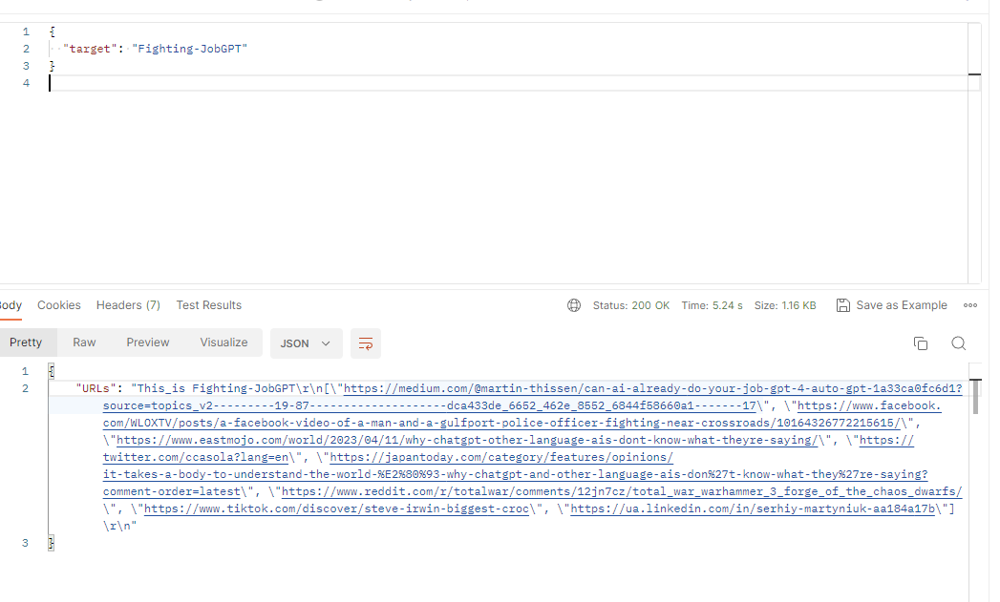 1 {
2 "target": "Fighting-JobGPT"
3 }
4
Body Cookies Headers (7) Test Results Status: 200 OK Time: 5.24 s Size: 1.16 KB Save as Example
Pretty Raw Preview Visualize JSON
1 {
2 "URLs": "This_is Fighting-JobGPT\r\n[\"https://medium.com/@martin-thissen/can-ai-already-do-your-job-gpt-4-auto-gpt-1a33ca0fc6d1?
source=topics_v2---------19-87--------------------dca433de_6652_462e_8552_6844f58660a1-------17\", \"https://www.facebook.
com/WLOXTV/posts/a-facebook-video-of-a-man-and-a-gulfport-police-officer-fighting-near-crossroads/10164326772215615/\",
\"https://www.eastmojo.com/world/2023/04/11/why-chatgpt-other-language-ais-dont-know-what-theyre-saying/\", \"https://
twitter.com/ccasola?lang=en\", \"https://japantoday.com/category/features/opinions/
it-takes-a-body-to-understand-the-world-%E2%80%93-why-chatgpt-and-other-language-ais-don%27t-know-what-they%27re-saying?
comment-order=latest\", \"https://www.reddit.com/r/totalwar/comments/12jn7cz/total_war_warhammer_3_forge_of_the_chaos_dwarfs/
\", \"https://www.tiktok.com/discover/steve-irwin-biggest-croc\", \"https://ua.linkedin.com/in/serhiy-martyniuk-aa184a17b\"]
\r\n"
3 }